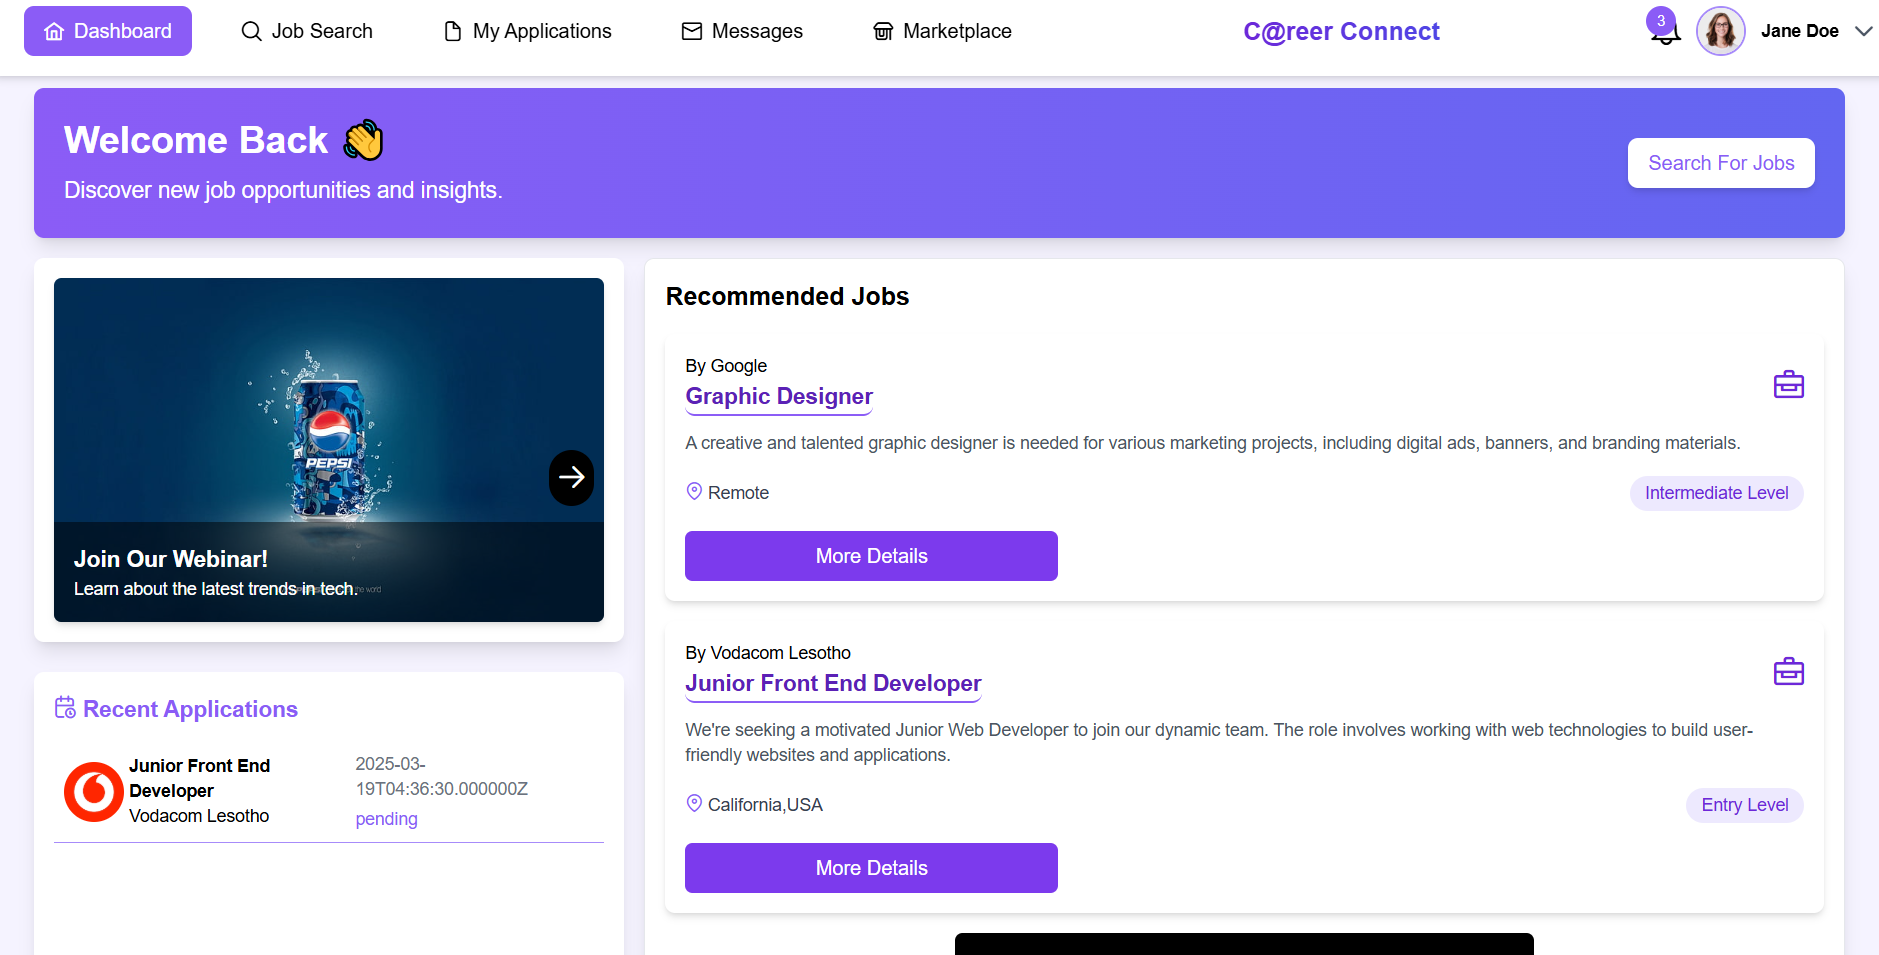 Dashboard
Job Search
My Applications
Messages
Marketplace
C@reer Connect
3
Jane Doe
Welcome Back 👋
Discover new job opportunities and insights.
Search For Jobs
PEPSI
Join Our Webinar!
Learn about the latest trends in tech.
the world
Recent Applications
Junior Front End
Developer
Vodacom Lesotho
2025-03-
19T04:36:30.000000Z
pending
Recommended Jobs
By Google
Graphic Designer
A creative and talented graphic designer is needed for various marketing projects, including digital ads, banners, and branding materials.
Remote
Intermediate Level
More Details
By Vodacom Lesotho
Junior Front End Developer
We're seeking a motivated Junior Web Developer to join our dynamic team. The role involves working with web technologies to build user-
friendly websites and applications.
California,USA
Entry Level
More Details